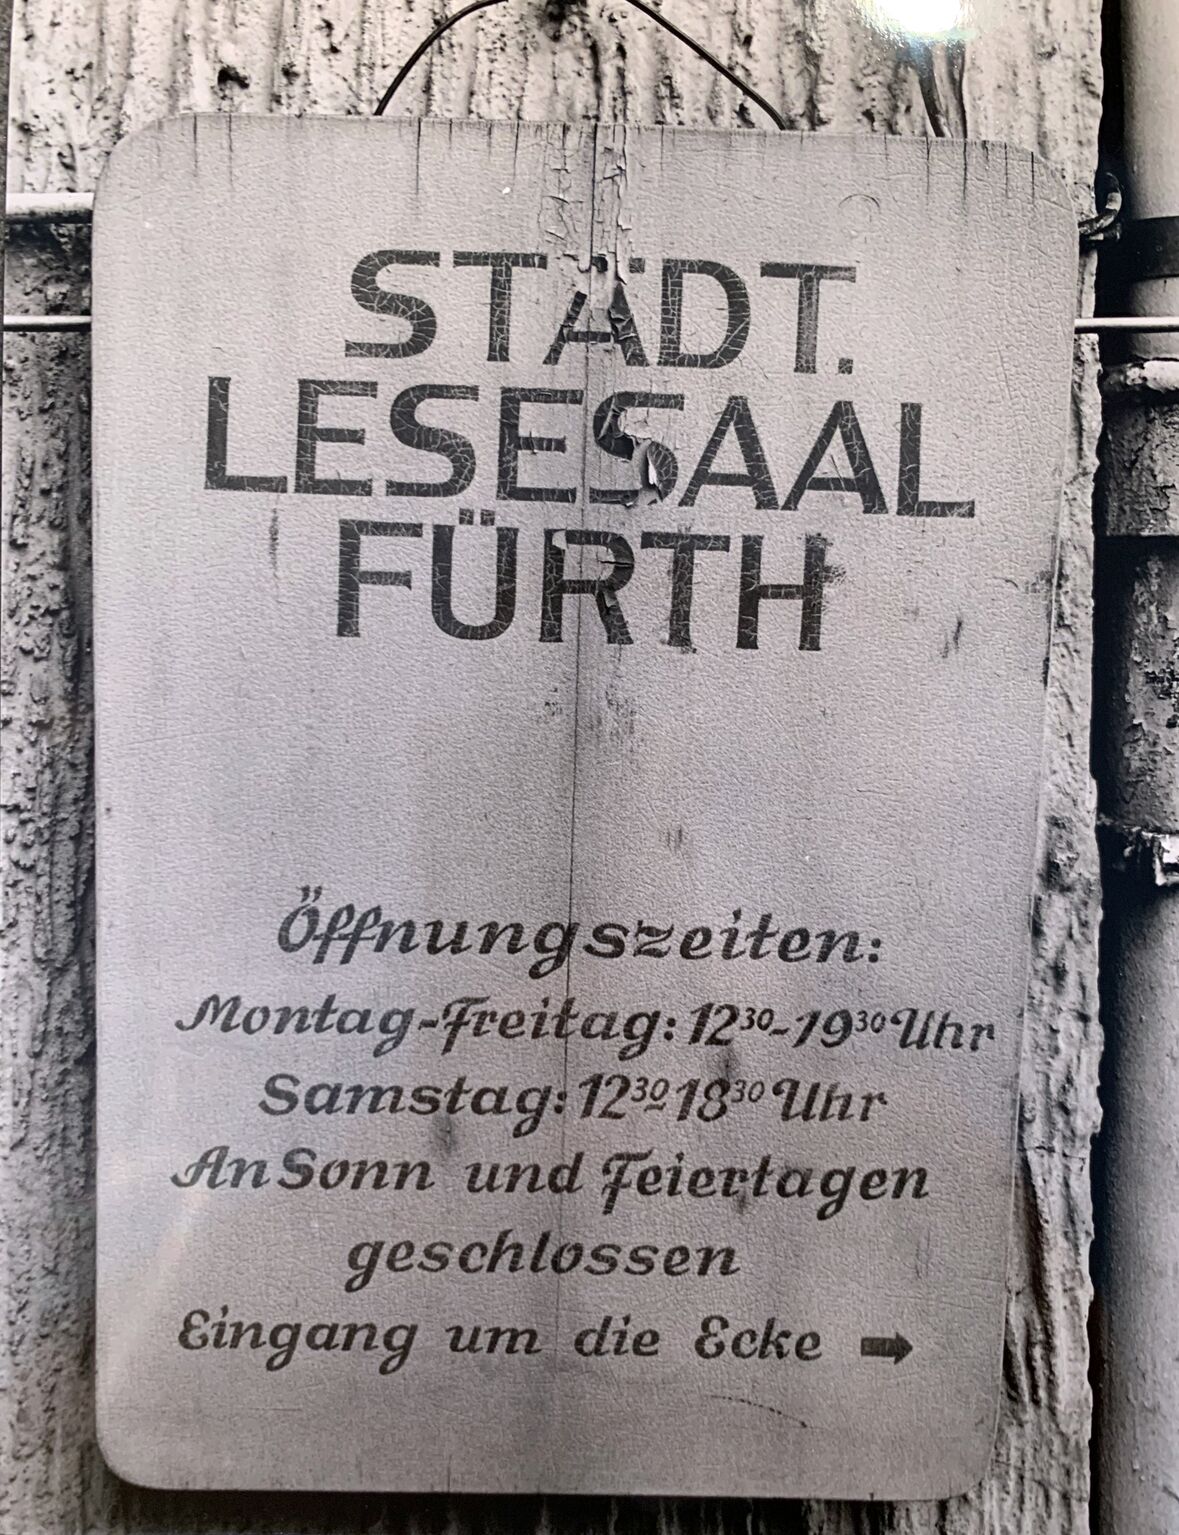 STÄDT.
LESESAAL
FÜRTH
Öffnungszeiten:
Montag-Freitag: 12³⁰-19³⁰ Uhr
Samstag: 12³⁰-18³⁰ Uhr
An Sonn und Feiertagen
geschlossen
Eingang um die Ecke ➡